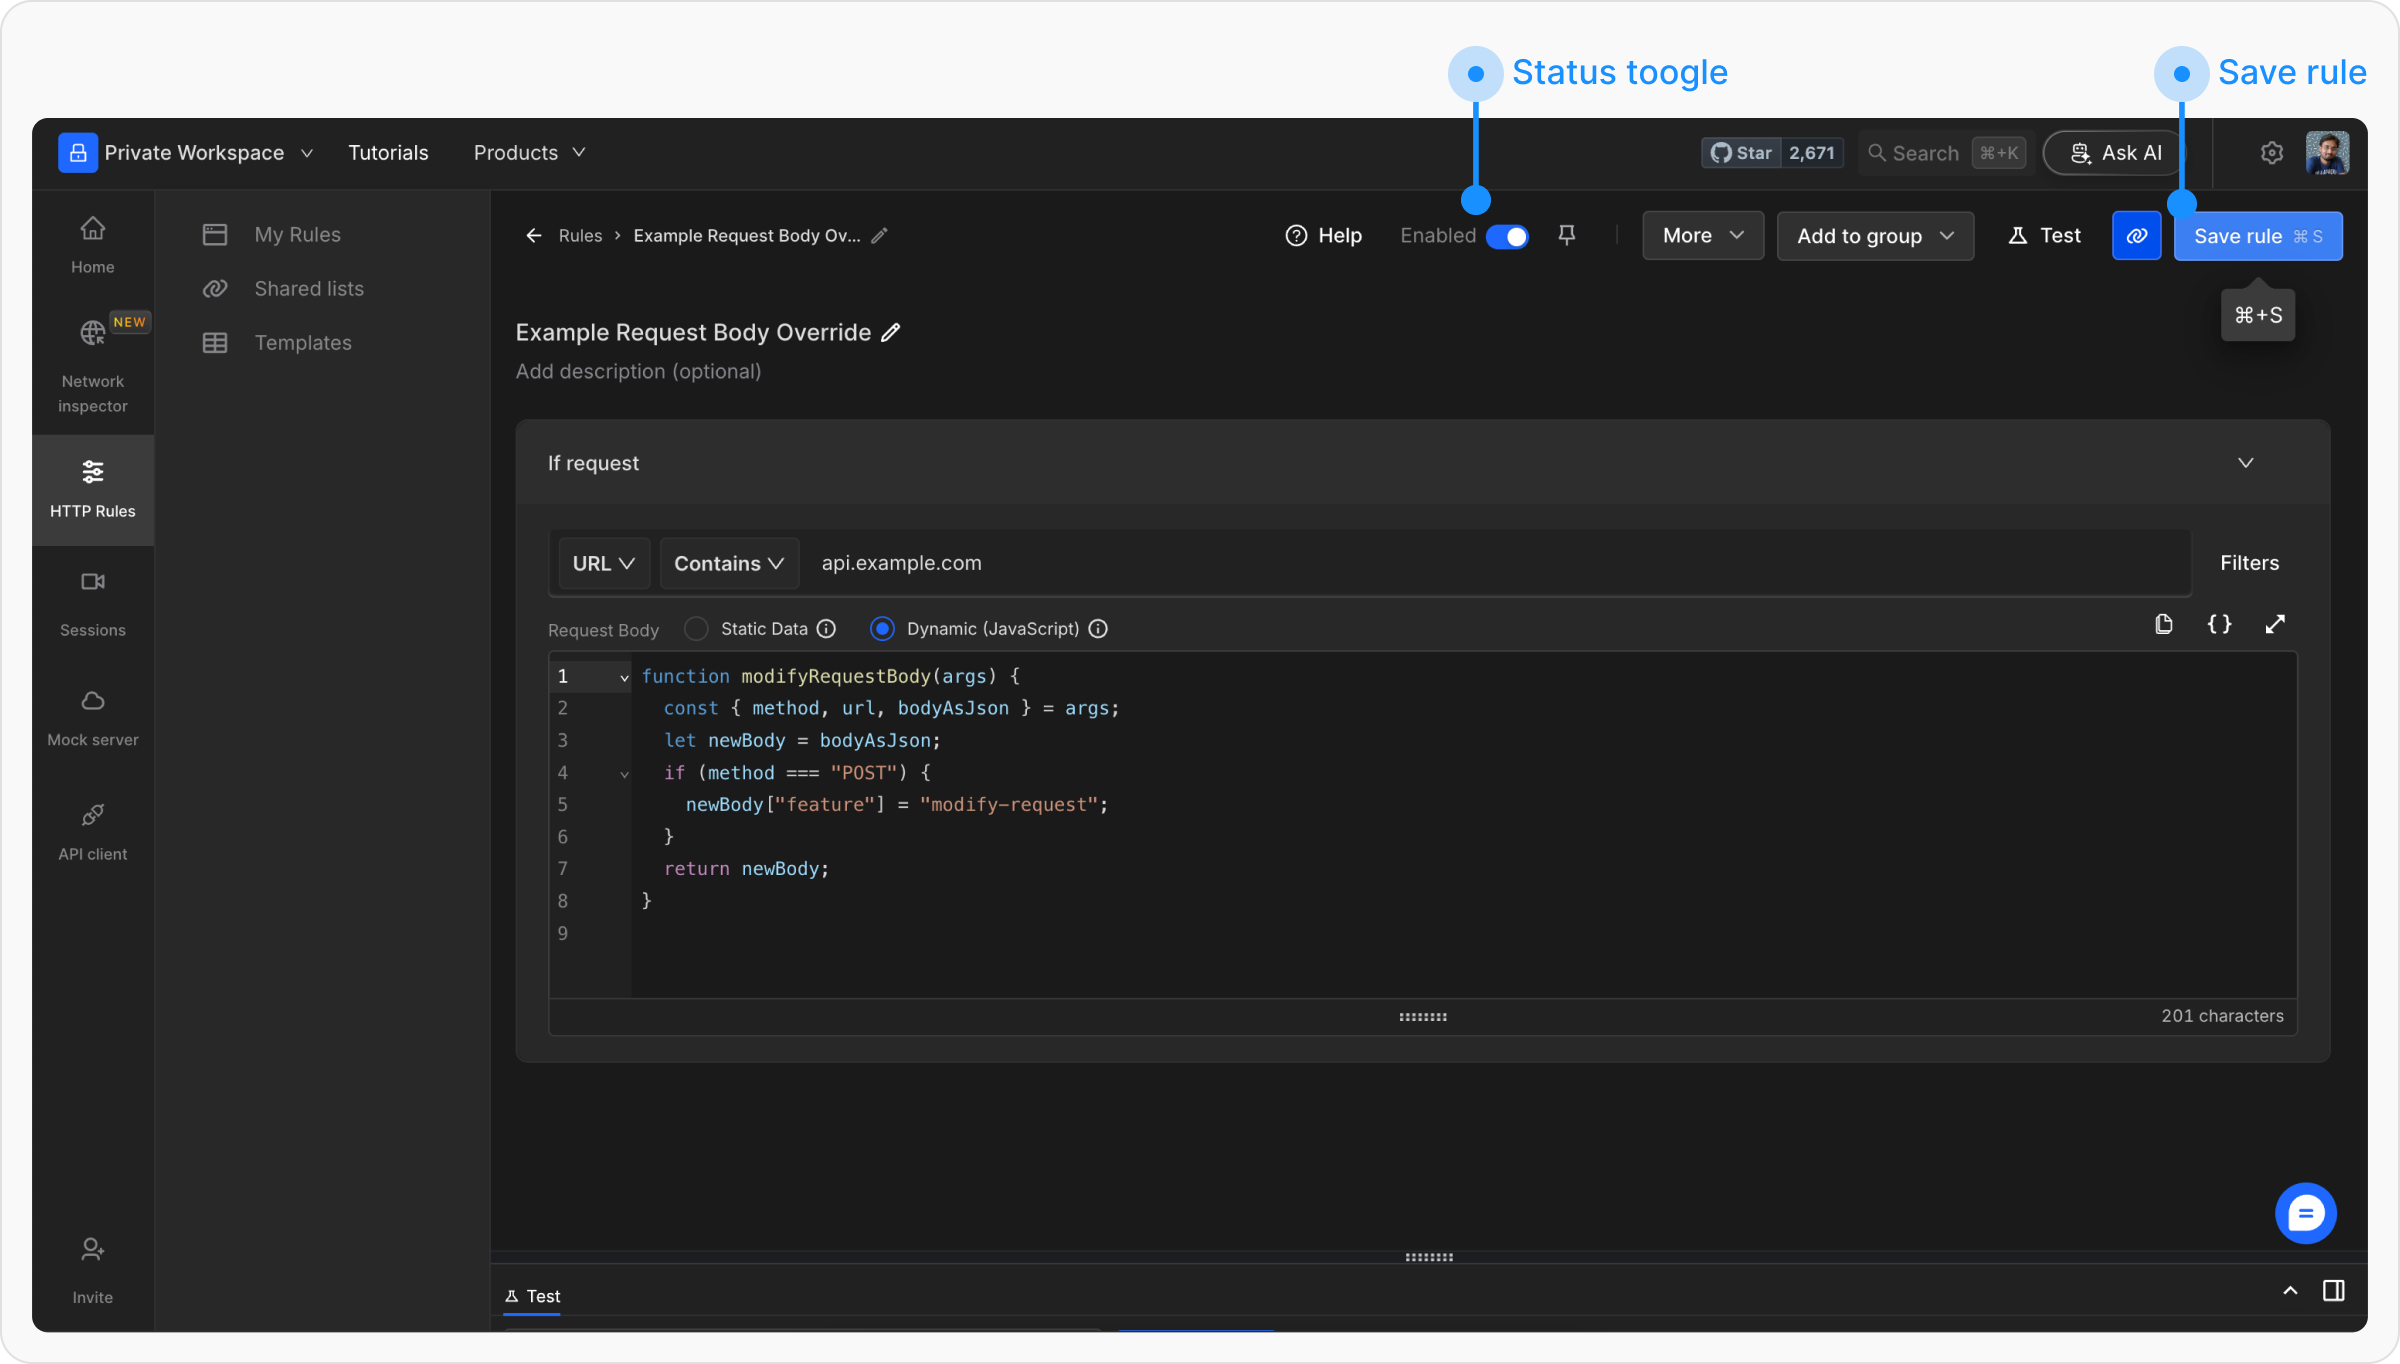 Status toogle
Save rule
Private Workspace
Tutorials
Products
Star 2,671
Search ⌘+K
Ask AI
Home
NEW
Network
inspector
HTTP Rules
Sessions
Mock server
API client
Invite
My Rules
Shared lists
Templates
Rules > Example Request Body Ov...
Help
Enabled
More
Add to group
Test
Save rule ⌘ S
⌘+S
Example Request Body Override
Add description (optional)
If request
URL
Contains
api.example.com
Filters
Request Body
Static Data
Dynamic (JavaScript)
{ }
1 function modifyRequestBody(args) {
2 const { method, url, bodyAsJson } = args;
3 let newBody = bodyAsJson;
4 if (method === "POST") {
5 newBody["feature"] = "modify-request";
6 }
7 return newBody;
8 }
9
201 characters
Test